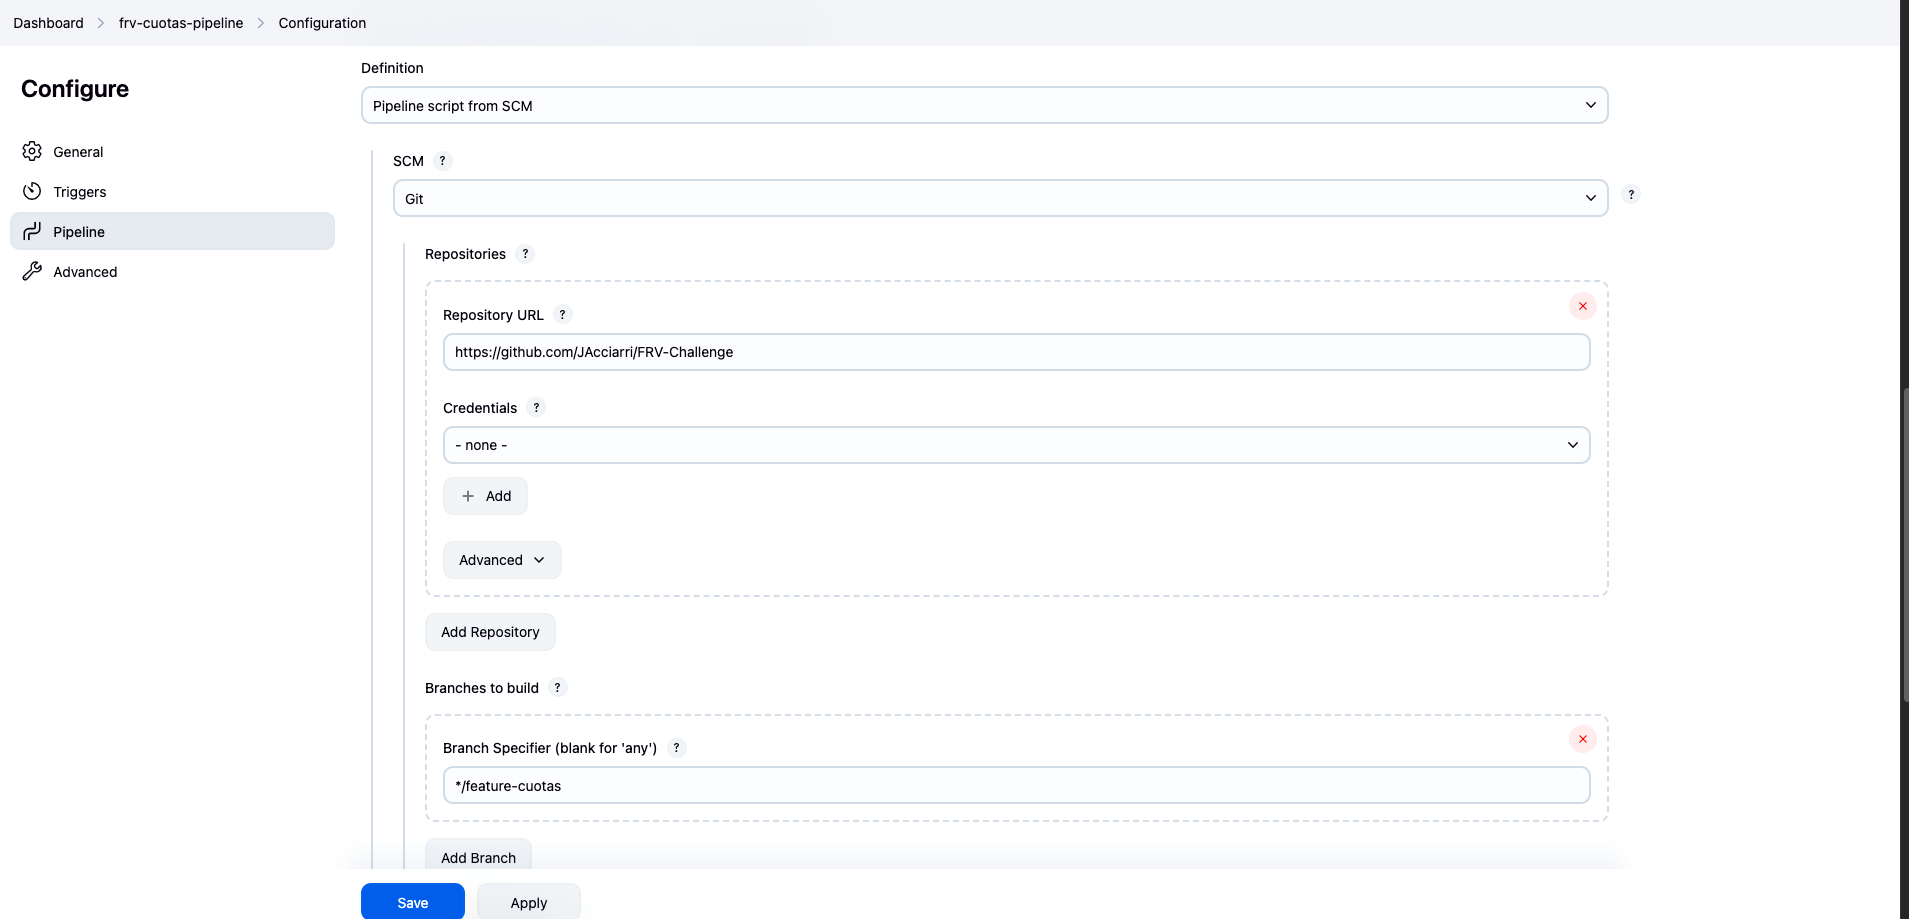 Dashboard > frv-cuotas-pipeline > Configuration
Configure
General
Triggers
Pipeline
Advanced
Definition
Pipeline script from SCM
SCM ?
Git
?
Repositories ?
Repository URL ?
https://github.com/JAcciarri/FRV-Challenge
Credentials ?
- none -
+ Add
Advanced
Add Repository
Branches to build ?
Branch Specifier (blank for 'any') ?
*/feature-cuotas
Add Branch
Save
Apply